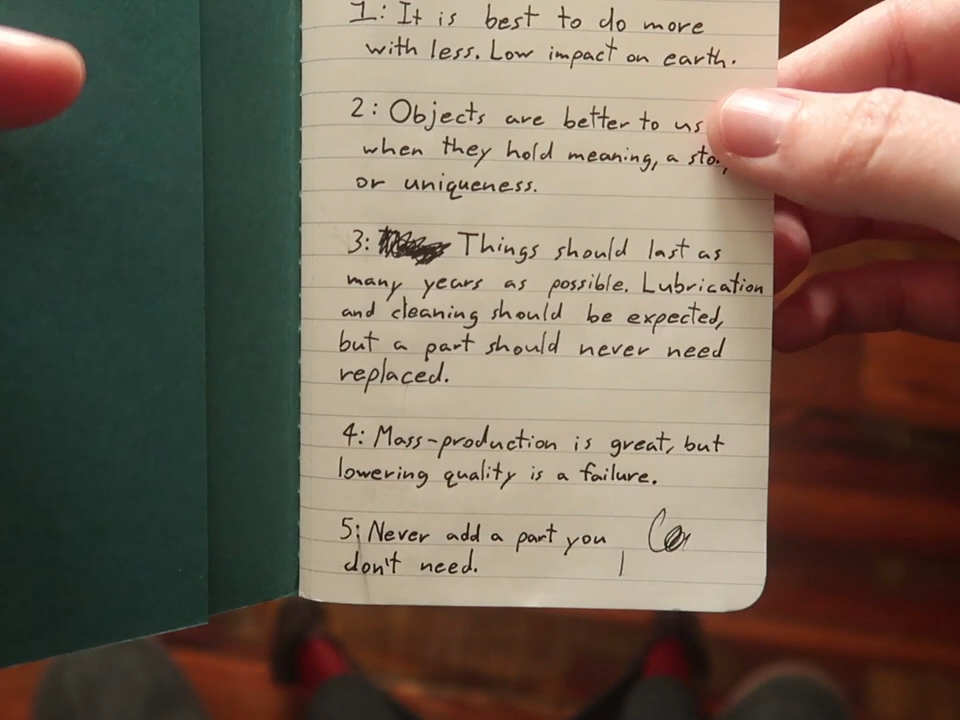 1: It is best to do more
with less. Low impact on earth.
2: Objects are better to us
when they hold meaning, a
or uniqueness.
3: Things should last as
many years as possible. Lubrication
and cleaning should be expected,
but a part should never need
replaced.
4: Mass-production is great, but
lowering quality is a failure.
5: Never add a part you
don't need.